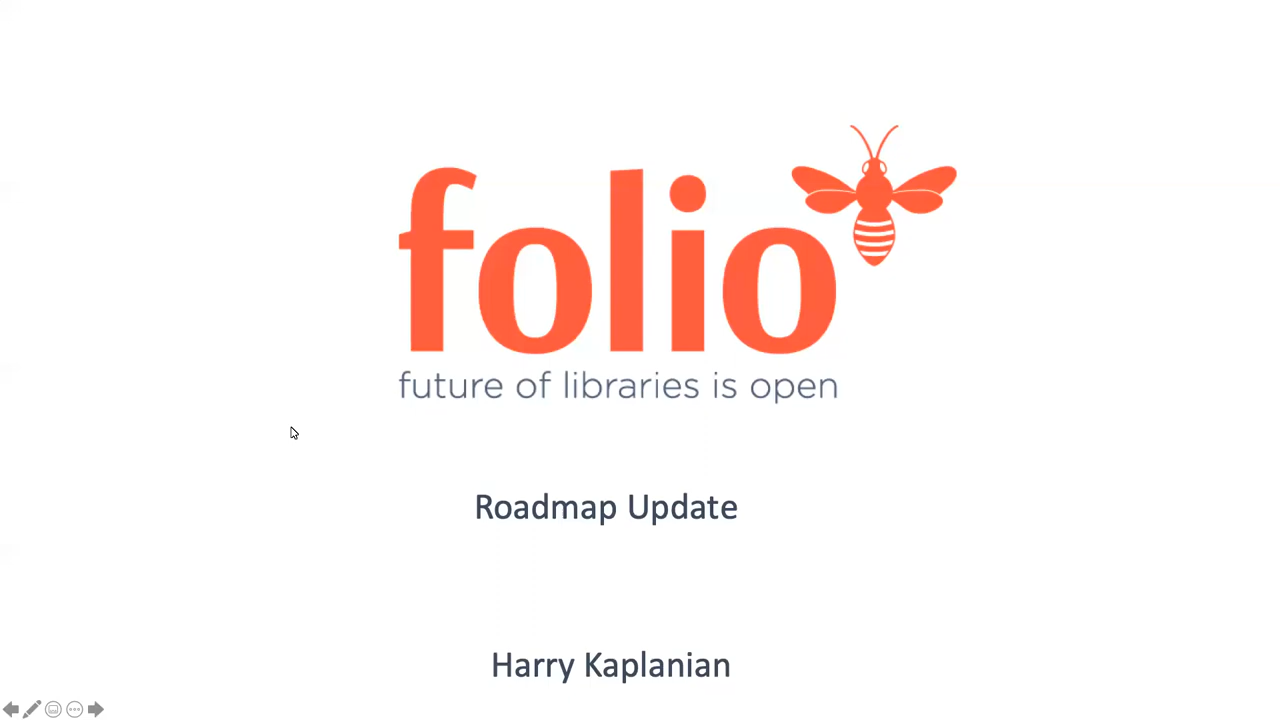 folio
future of libraries is open
Roadmap Update
Harry Kaplanian